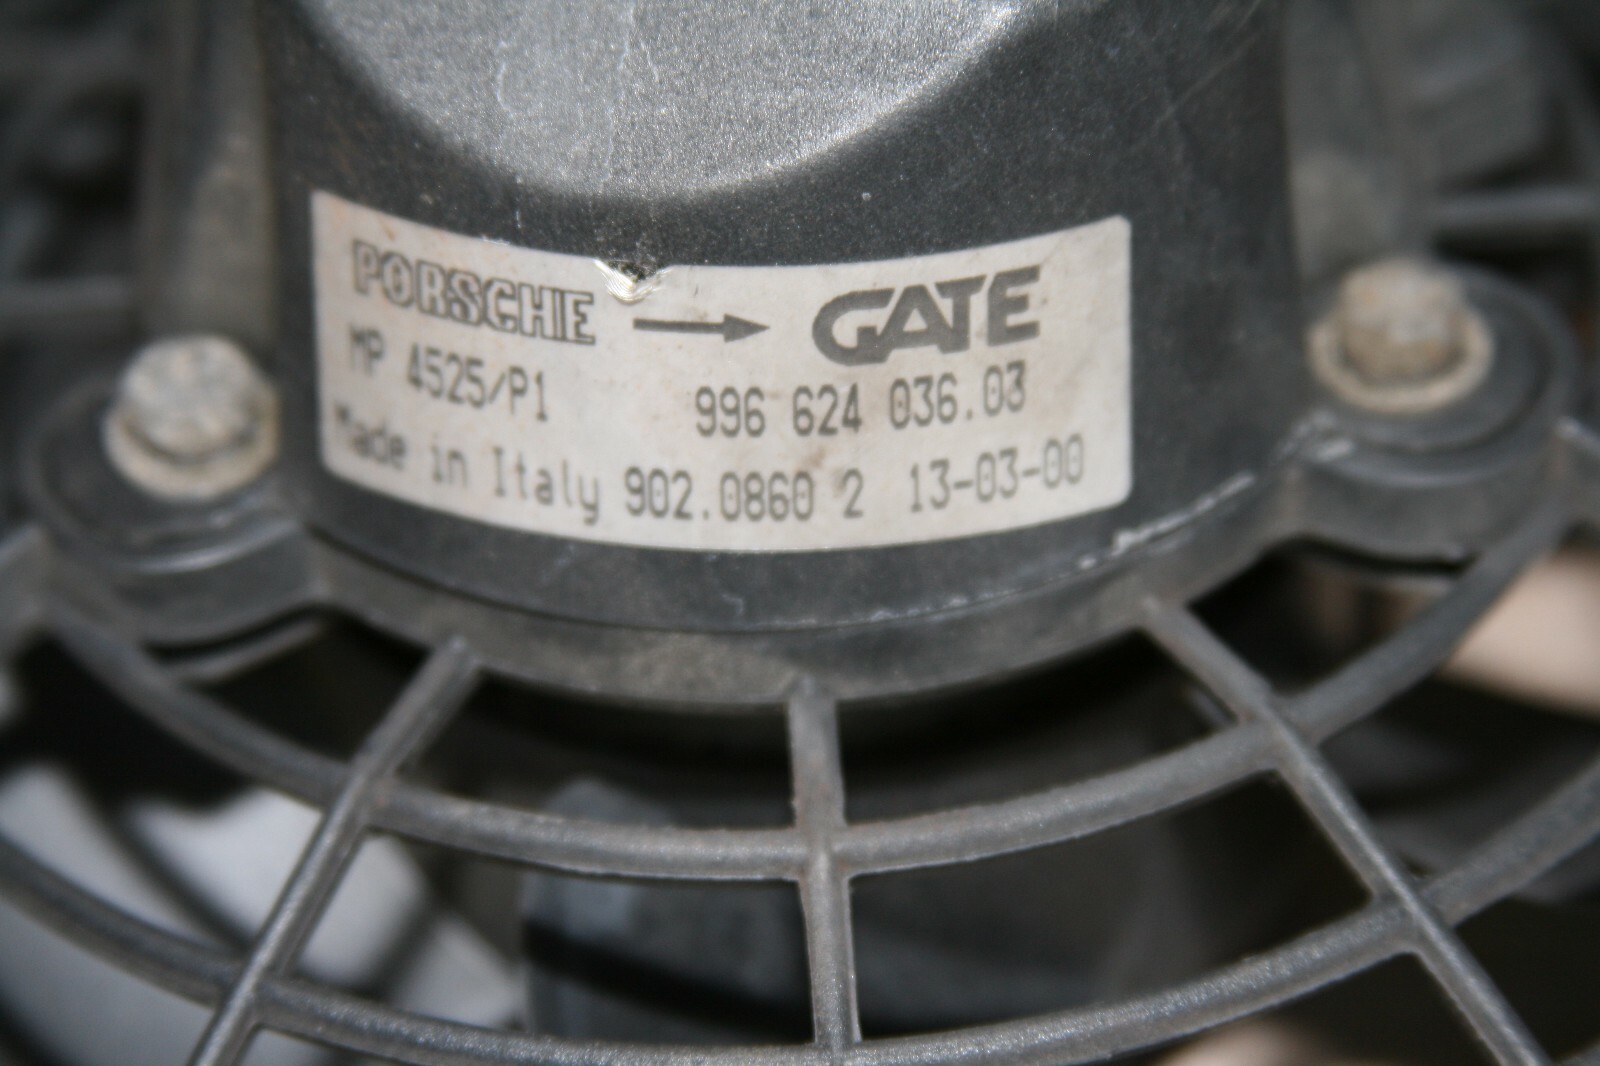 PORSCHE → GATE
MP 4525/P1 996 624 036.03
Made in Italy 902.0860 2 13-03-00